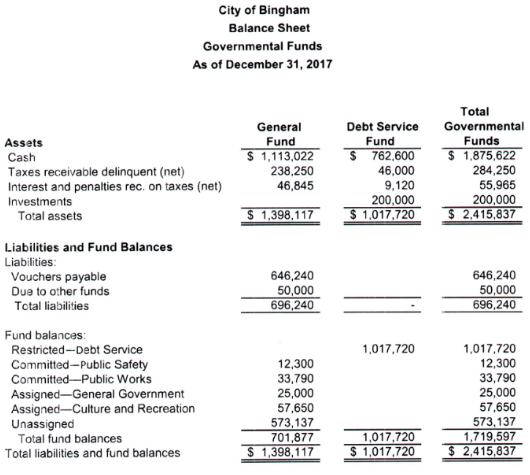 City of Bingham
Balance Sheet
Governmental Funds
As of December 31, 2017
Total
General Debt Service Governmental
Assets Fund Fund Funds
Cash $ 1,113,022 $ 762,600 $ 1,875,622
Taxes receivable delinquent (net) 238,250 46,000 284,250
Interest and penalties rec. on taxes (net) 46,845 9,120 55,965
Investments 200,000 200,000
Total assets $ 1,398,117 $ 1,017,720 $ 2,415,837
Liabilities and Fund Balances
Liabilities:
Vouchers payable 646,240 646,240
Due to other funds 50,000 50,000
Total liabilities 696,240 - 696,240
Fund balances:
Restricted—Debt Service 1,017,720 1,017,720
Committed—Public Safety 12,300 12,300
Committed—Public Works 33,790 33,790
Assigned—General Government 25,000 25,000
Assigned—Culture and Recreation 57,650 57,650
Unassigned 573,137 573,137
Total fund balances 701,877 1,017,720 1,719,597
Total liabilities and fund balances $ 1,398,117 $ 1,017,720 $ 2,415,837